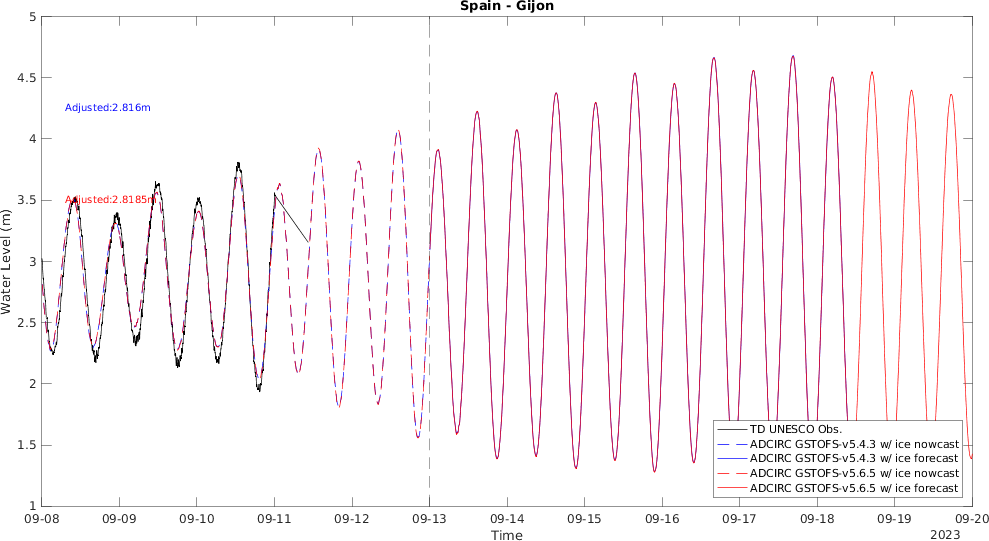 Spain - Gijon
5
4.5
4
3.5
3
2.5
2
1.5
1
Water Level (m)
Adjusted:2.816m
Adjusted:2.8185m
TD UNESCO Obs.
ADCIRC GSTOFS-v5.4.3 w/ ice nowcast
ADCIRC GSTOFS-v5.4.3 w/ ice forecast
ADCIRC GSTOFS-v5.6.5 w/ ice nowcast
ADCIRC GSTOFS-v5.6.5 w/ ice forecast
09-08 09-09 09-10 09-11 09-12 09-13 09-14 09-15 09-16 09-17 09-18 09-19 09-20
Time
2023